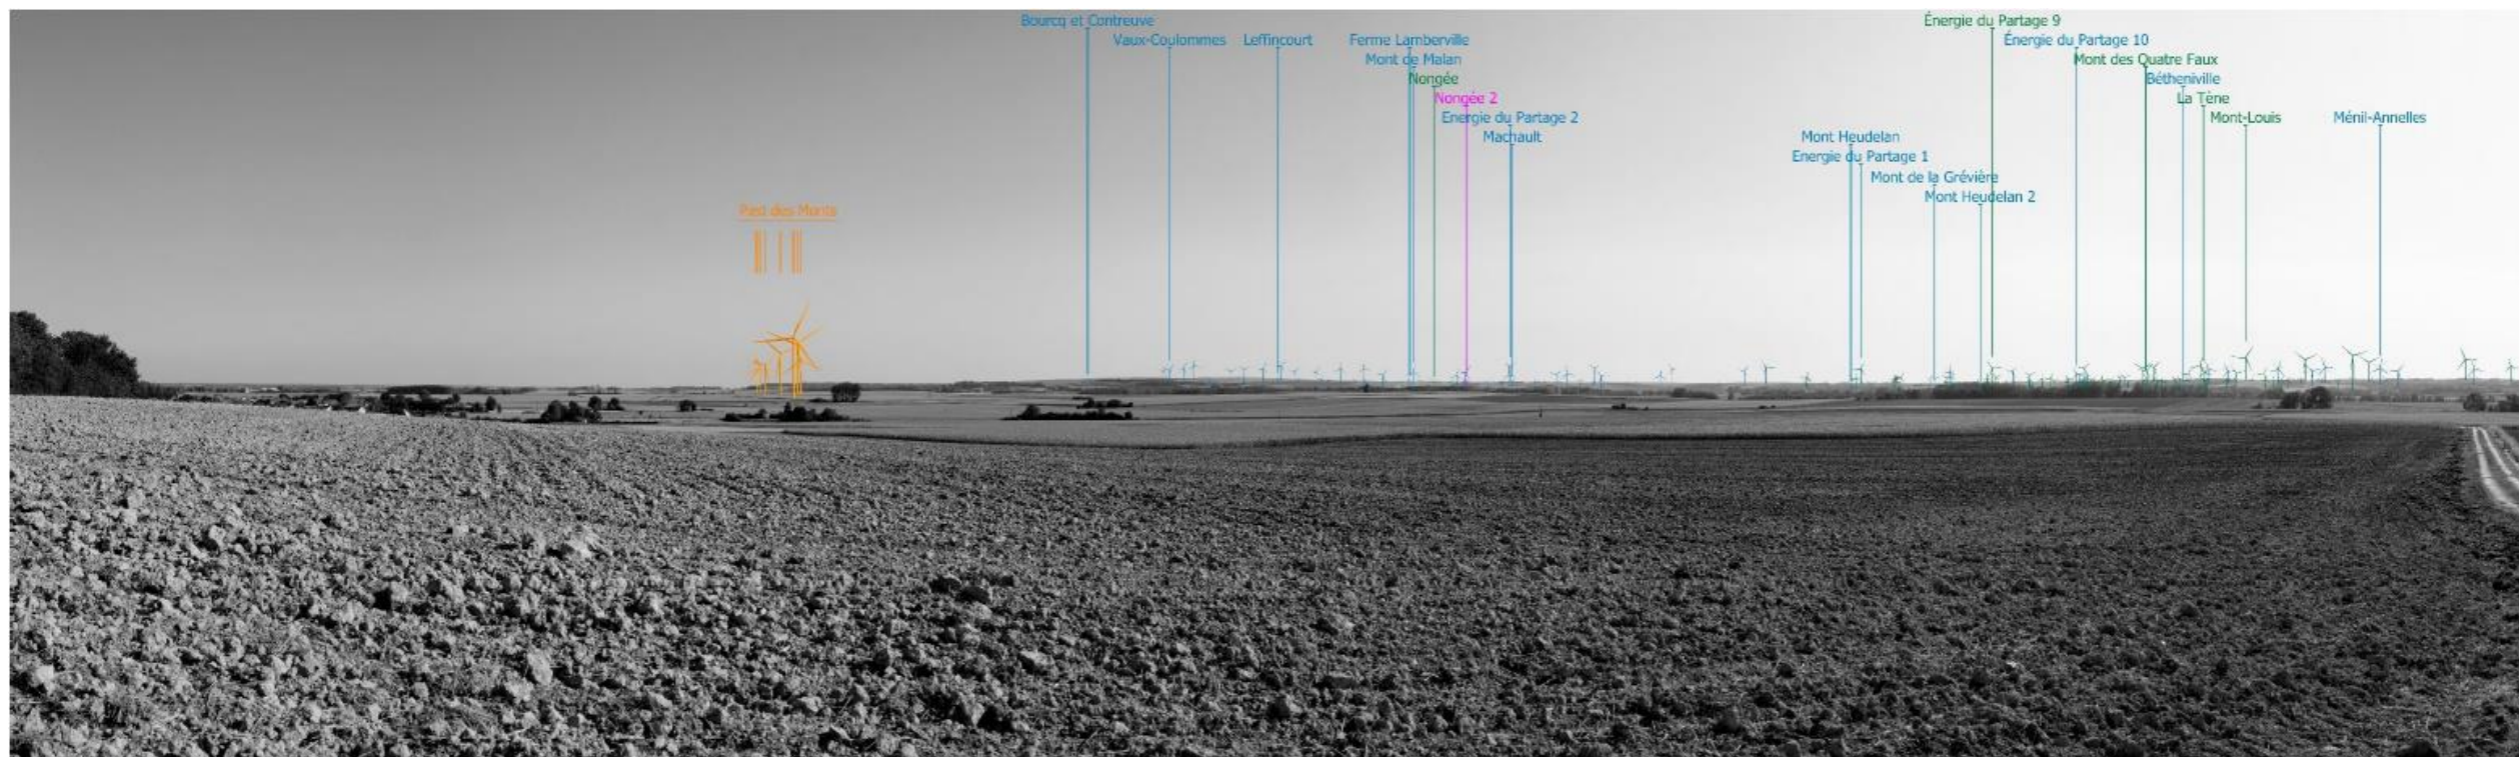 Bourcq et Contreuve
Énergie du Partage 9
Vaux-Coulommes
Leffincourt
Ferme Lamberville
Énergie du Partage 10
Mont de Malan
Mont des Quatre Faux
Nongée
Bétheniville
Nongée 2
La Tène
Energie du Partage 2
Mont-Louis
Ménil-Annelles
Machault
Mont Heudelan
Energie du Partage 1
Mont de la Grévière
Mont Heudelan 2
Pied des Monts